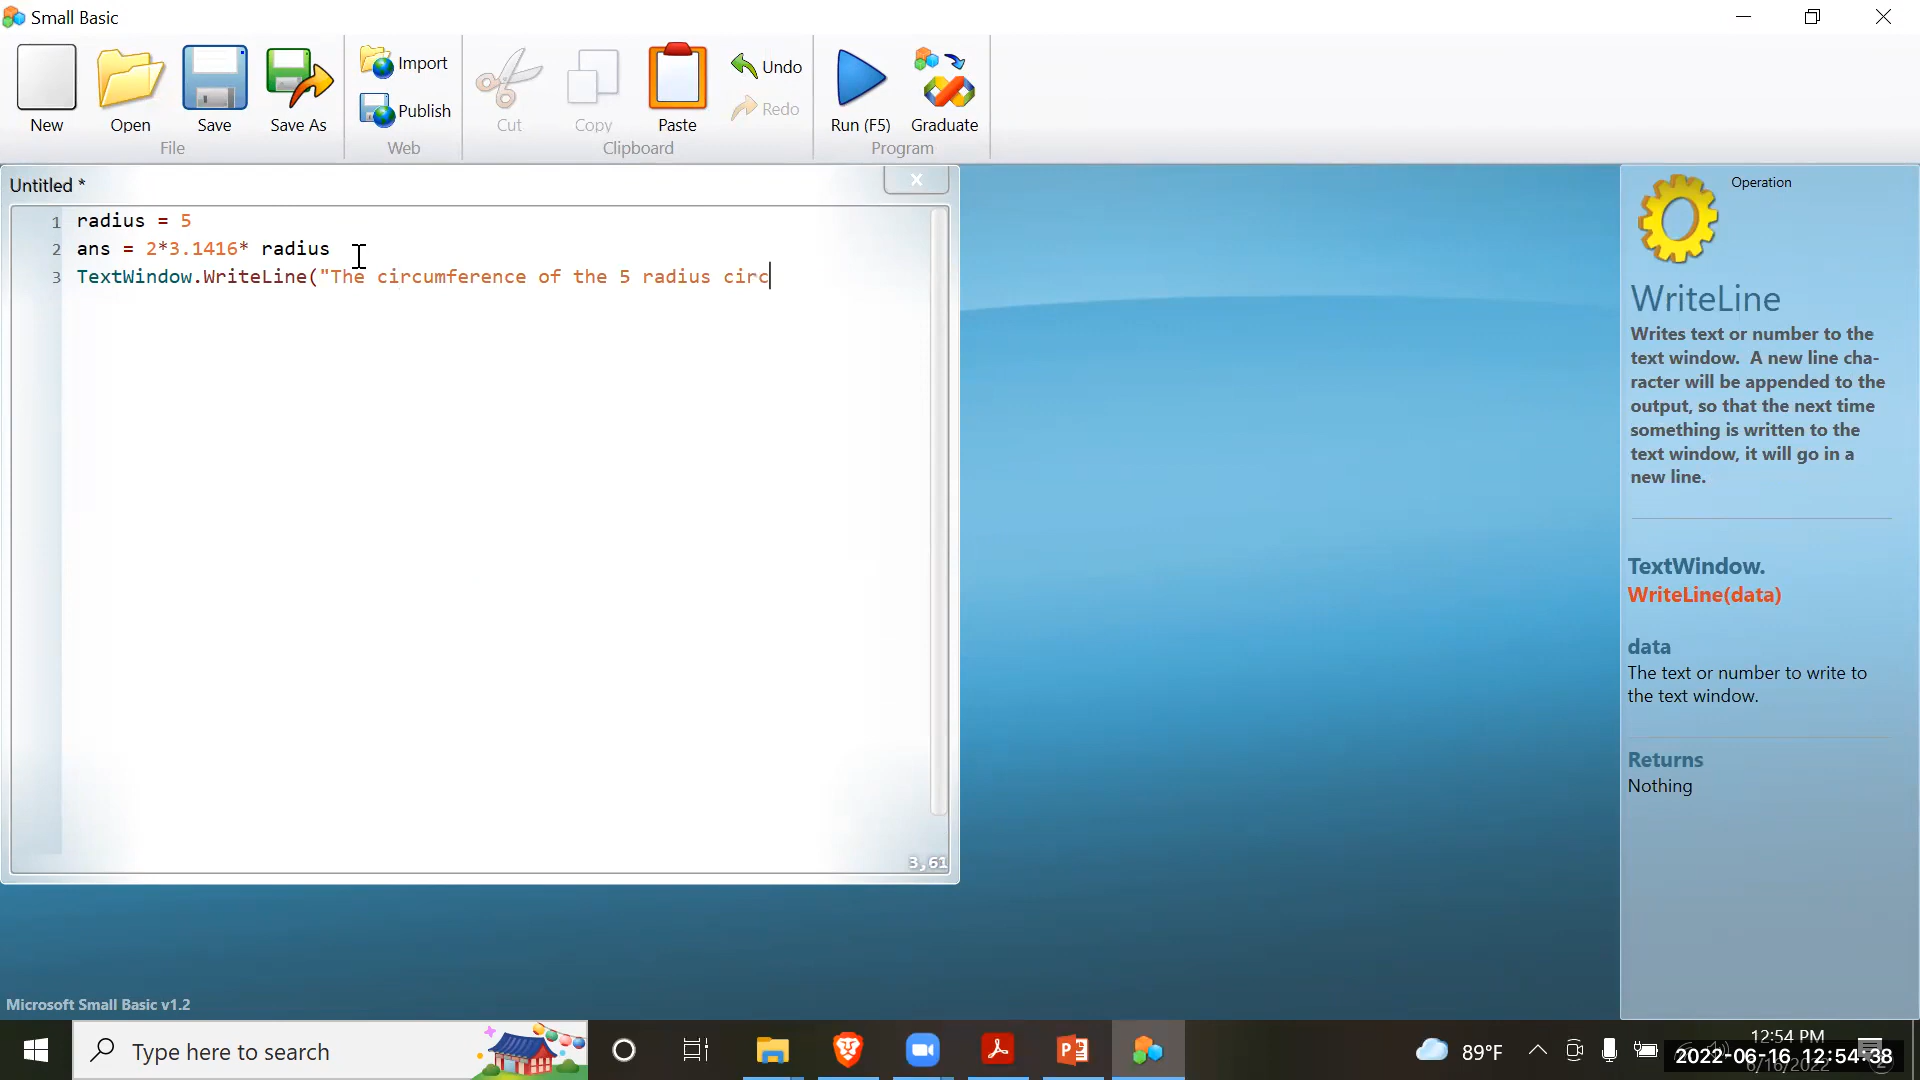 Small Basic
New
Open
Save
Save As
Import
Publish
Cut
Copy
Paste
Undo
Redo
Run (F5)
Graduate
File
Web
Clipboard
Program
Untitled *
1 radius = 5
2 ans = 2*3.1416* radius
3 TextWindow.WriteLine("The circumference of the 5 radius circ
3,61
Operation
WriteLine
Writes text or number to the
text window. A new line cha-
racter will be appended to the
output, so that the next time
something is written to the
text window, it will go in a
new line.
TextWindow.
WriteLine(data)
data
The text or number to write to
the text window.
Returns
Nothing
Microsoft Small Basic v1.2
Type here to search
89°F
12:54 PM
6/16/2022
2022-06-16 12:54:38